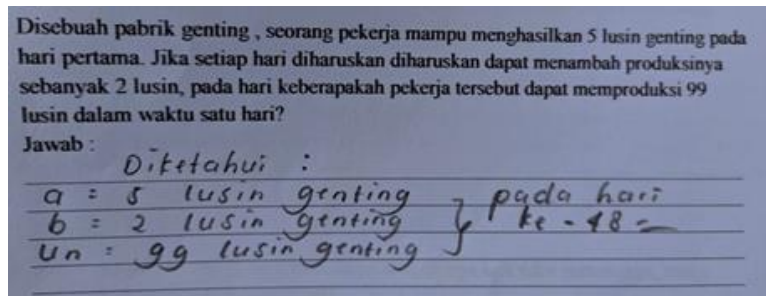 Disebuah pabrik genting , seorang pekerja mampu menghasilkan 5 lusin genting pada
hari pertama. Jika setiap hari diharuskan diharuskan dapat menambah produksinya
sebanyak 2 lusin, pada hari keberapakah pekerja tersebut dapat memproduksi 99
lusin dalam waktu satu hari?
Jawab :
Diketahui :
a = 5 lusin genting } pada hari
b = 2 lusin genting } ke - 48 =
Un = 99 lusin genting